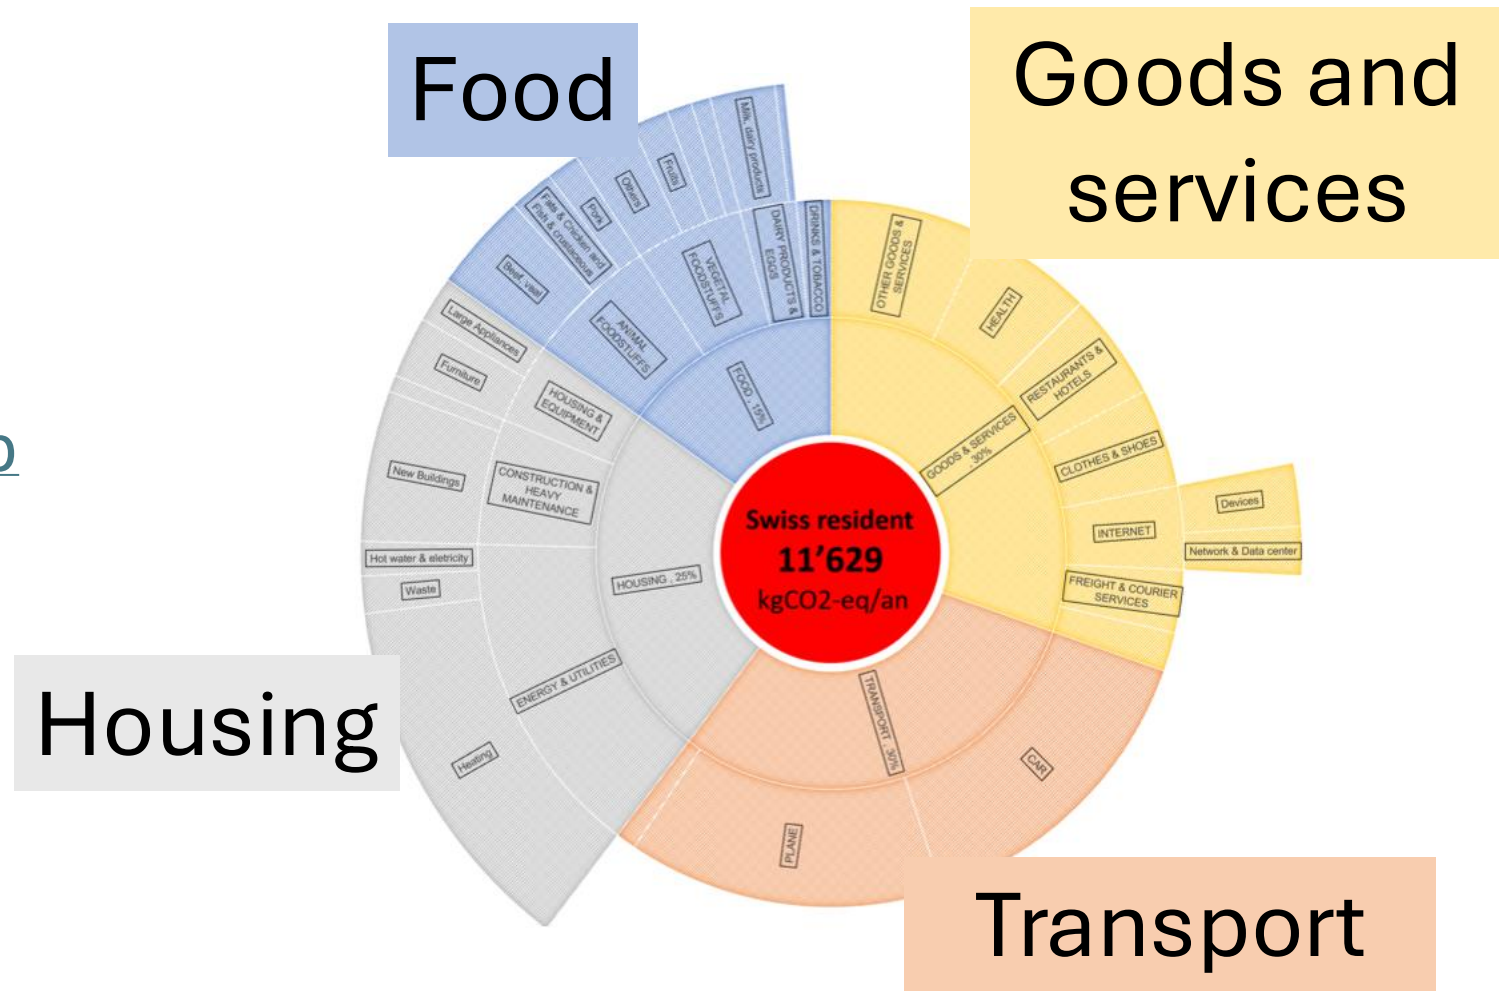 Food
Goods and
services
Milk, dairy products
Fruits
Others
Pork
Fats & Chicken and
Fish & crustaceous
Beef, veal
DRINKS & TOBACCO
DAIRY PRODUCTS &
EGGS
VEGETAL
FOODSTUFFS
ANIMAL
FOODSTUFFS
FOOD , 15%
OTHER GOODS &
SERVICES
HEALTH
RESTAURANTS &
HOTELS
CLOTHES & SHOES
GOODS & SERVICES
, 30%
INTERNET
Devices
Network & Data center
FREIGHT & COURIER
SERVICES
Large Appliances
Furniture
HOUSING &
EQUIPMENT
New Buildings
CONSTRUCTION &
HEAVY
MAINTENANCE
Hot water & eletricity
Waste
HOUSING , 25%
ENERGY & UTILITIES
Heating
Swiss resident
11’629
kgCO2-eq/an
Housing
TRANSPORT , 30%
CAR
PLANE
Transport